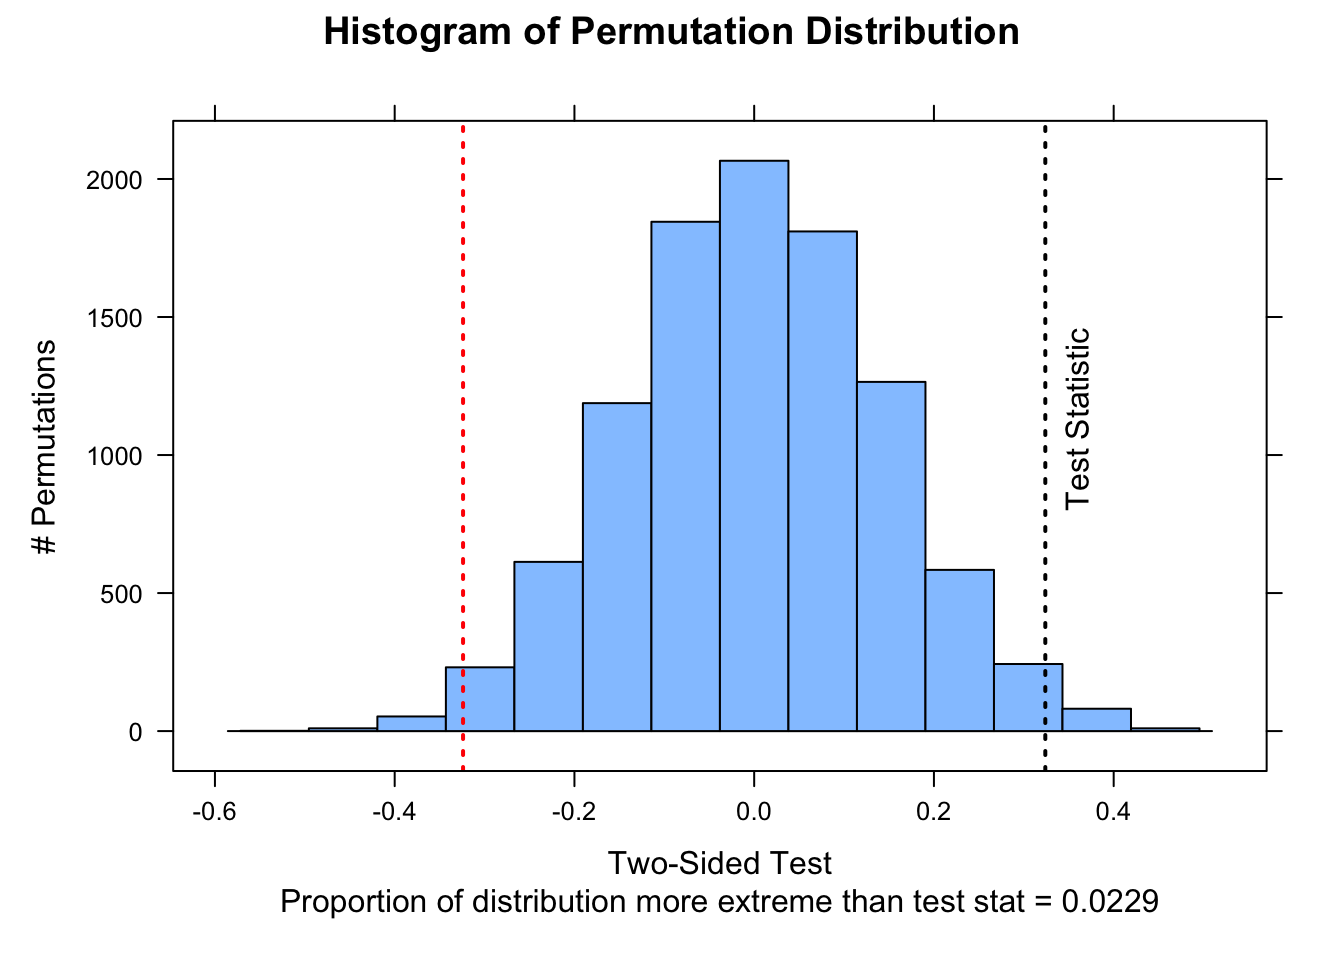 Histogram of Permutation Distribution
2000
1500
1000
500
0
# Permutations
Test Statistic
-0.6
-0.4
-0.2
0.0
0.2
0.4
Two-Sided Test
Proportion of distribution more extreme than test stat = 0.0229